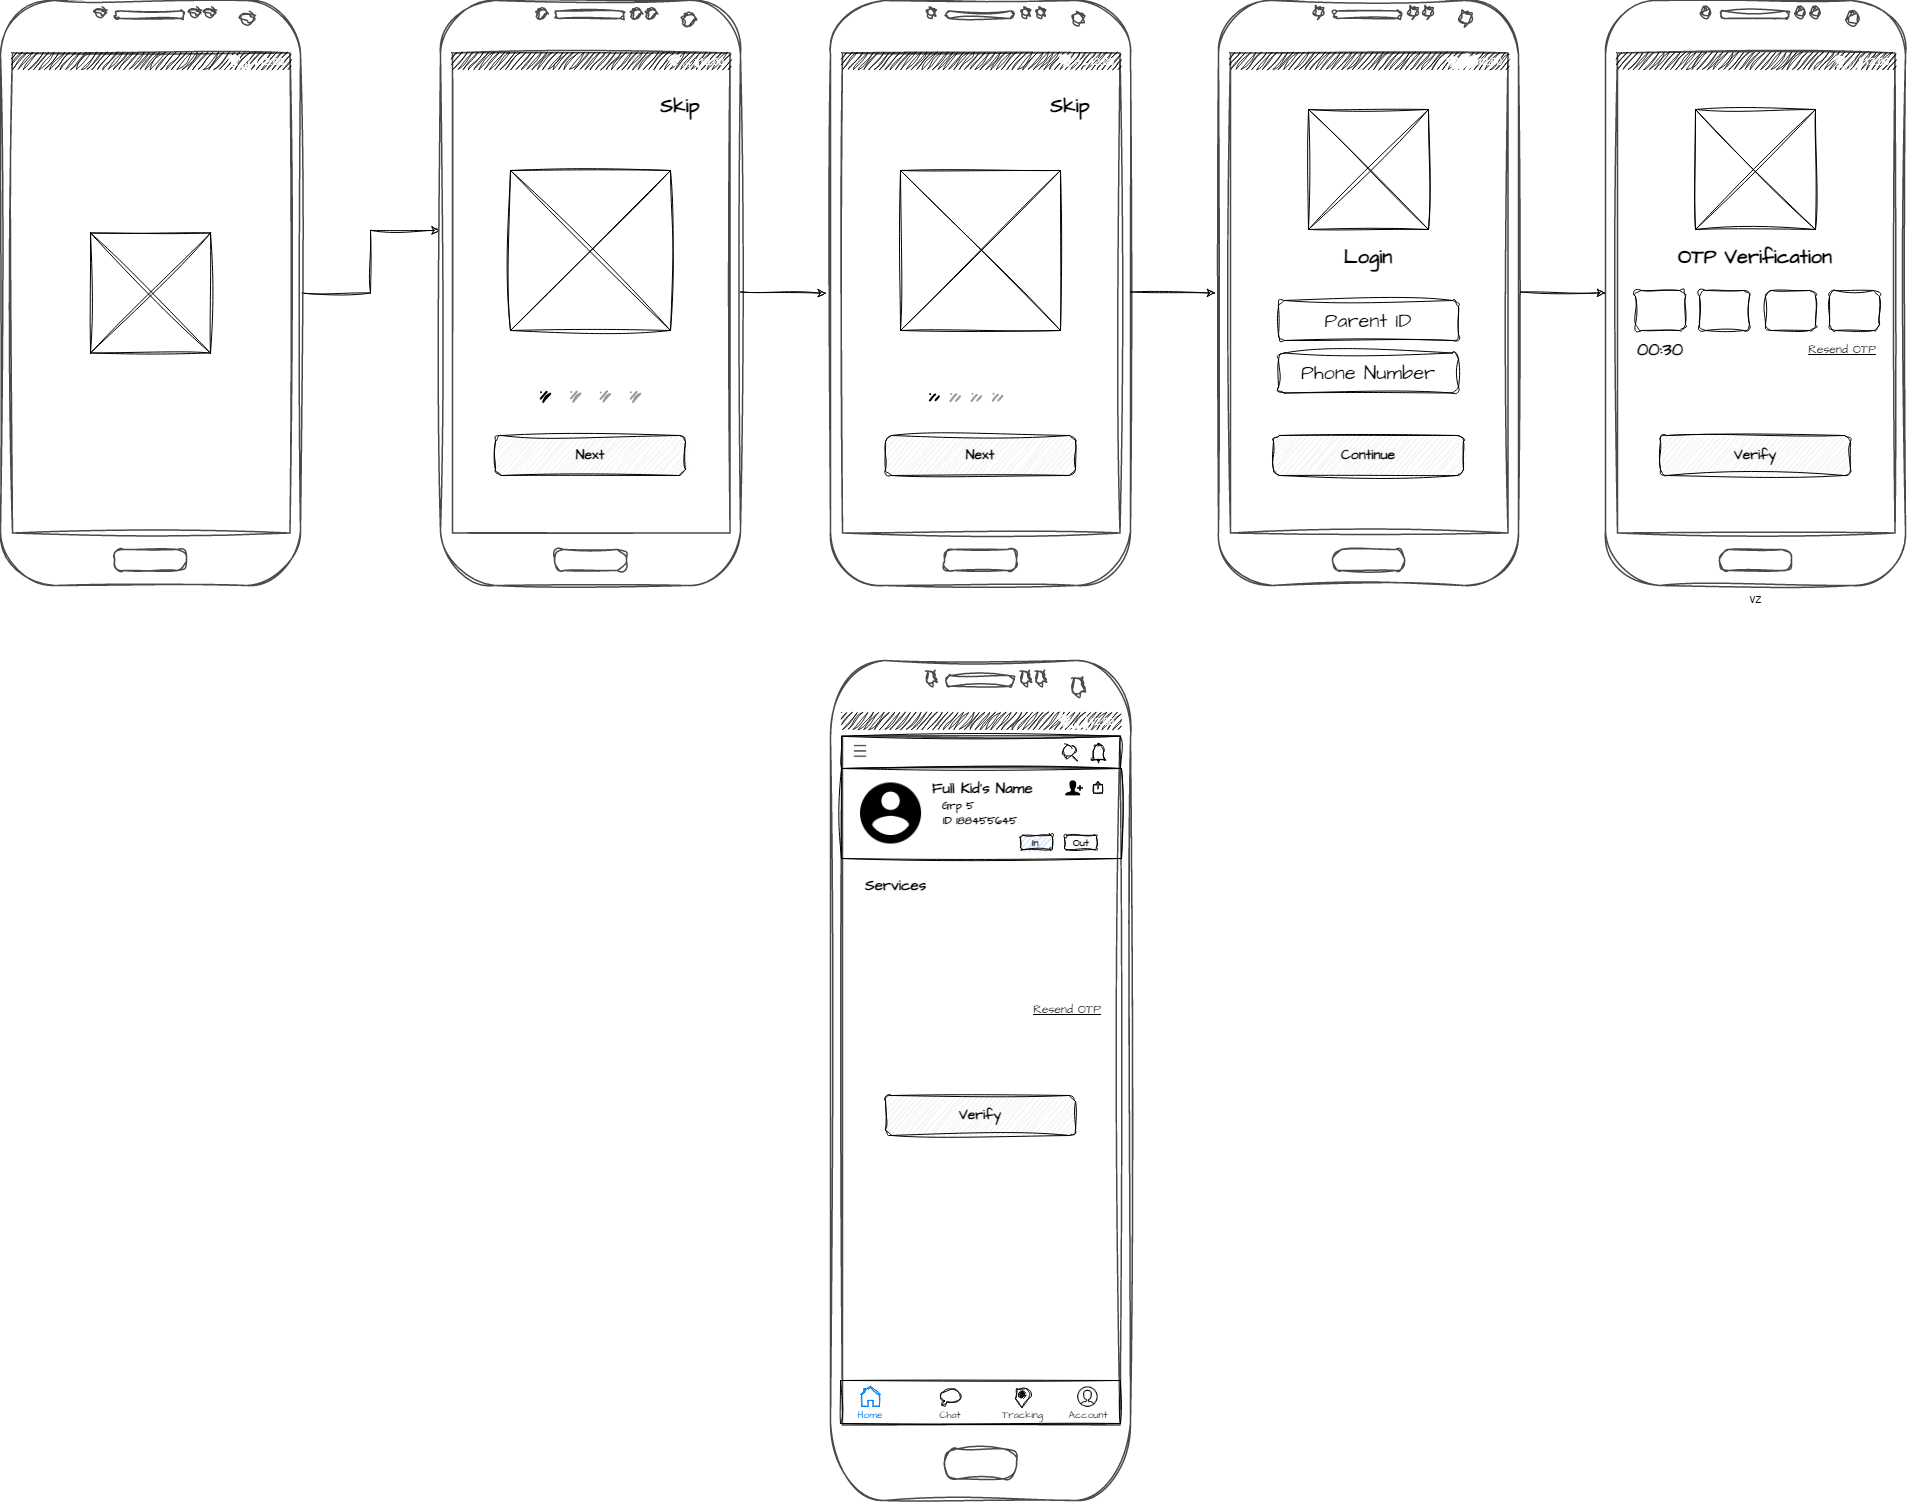 Skip
Next
Skip
Next
Login
Parent ID
Phone Number
Continue
OTP Verification
00:30
Resend OTP
Verify
VZ
Full Kid's Name
Grp 5
ID 188455645
In
Out
Services
Resend OTP
Verify
Home
Chat
Tracking
Account